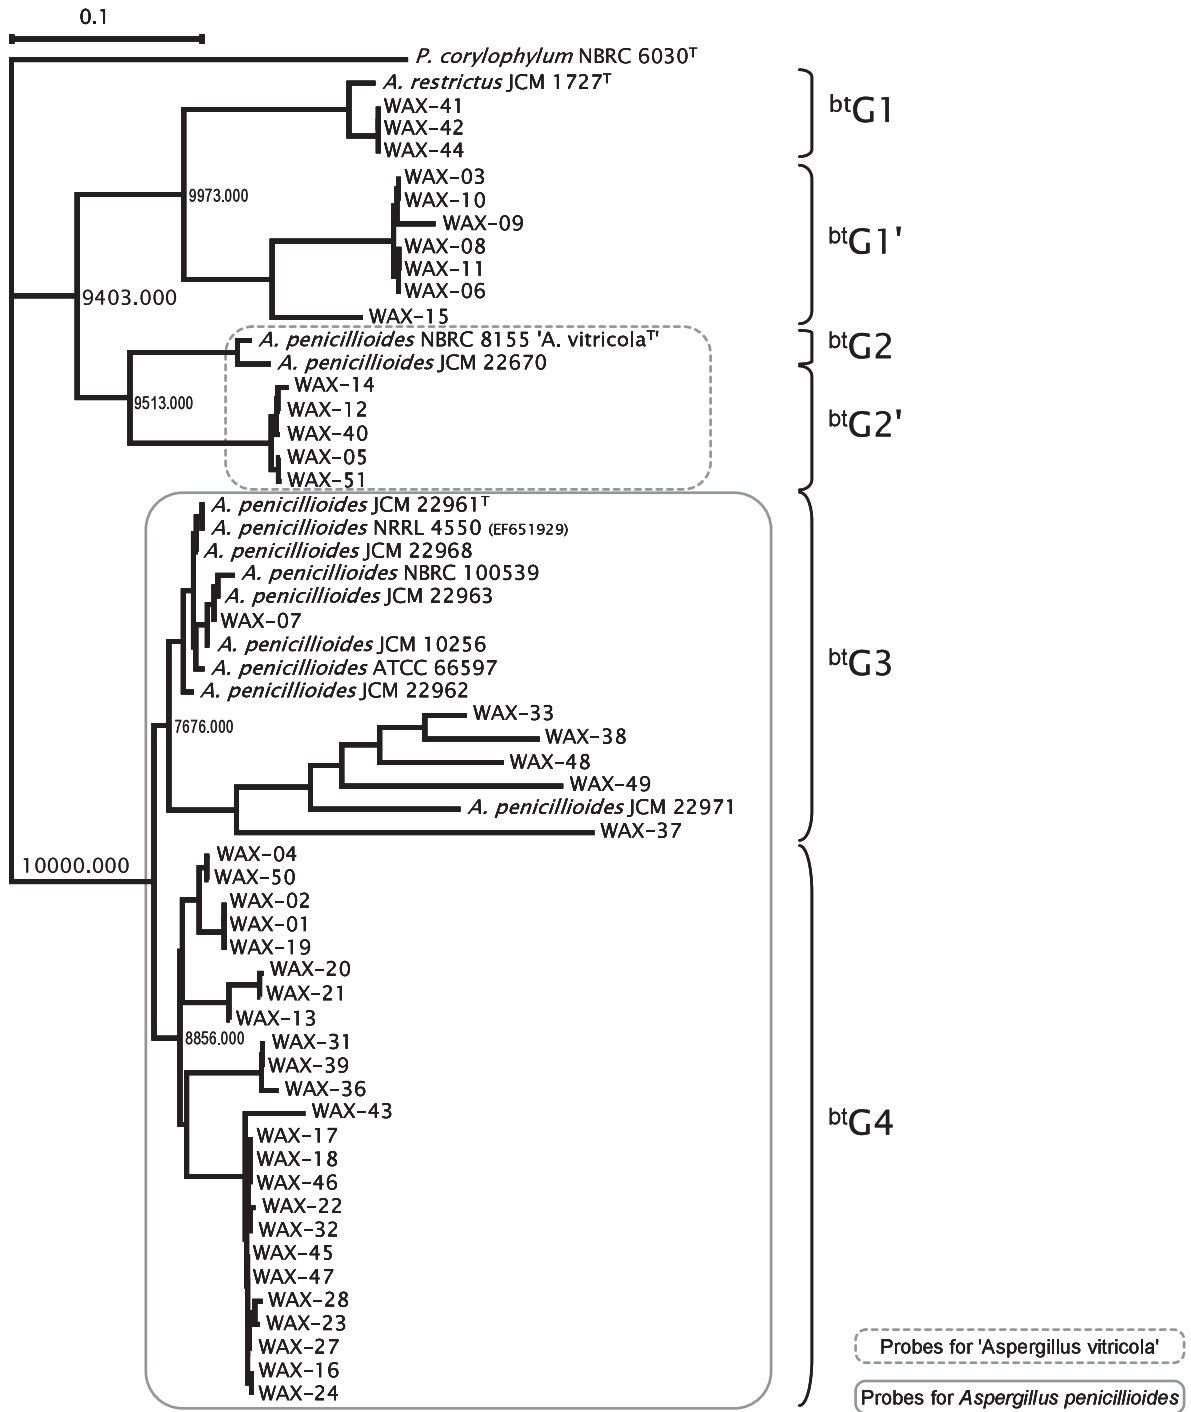 0.1
P. corylophylum NBRC 6030T
A. restrictus JCM 1727T
WAX-41
WAX-42
WAX-44
btG1
WAX-03
9973.000
WAX-10
WAX-09
WAX-08
btG1'
WAX-11
WAX-06
9403.000
WAX-15
A. penicillioides NBRC 8155 'A. vitricolaT'
btG2
A. penicillioides JCM 22670
WAX-14
9513.000
WAX-12
btG2'
WAX-40
WAX-05
WAX-51
A. penicillioides JCM 22961T
A. penicillioides NRRL 4550 (EF651929)
A. penicillioides JCM 22968
A. penicillioides NBRC 100539
A. penicillioides JCM 22963
WAX-07
A. penicillioides JCM 10256
btG3
A. penicillioides ATCC 66597
A. penicillioides JCM 22962
WAX-33
7676.000
WAX-38
WAX-48
WAX-49
A. penicillioides JCM 22971
WAX-37
WAX-04
10000.000
WAX-50
WAX-02
WAX-01
WAX-19
WAX-20
WAX-21
WAX-13
8856.000
WAX-31
WAX-39
WAX-36
WAX-43
btG4
WAX-17
WAX-18
WAX-46
WAX-22
WAX-32
WAX-45
WAX-47
WAX-28
WAX-23
WAX-27
WAX-16
WAX-24
Probes for 'Aspergillus vitricola'
Probes for Aspergillus penicillioides